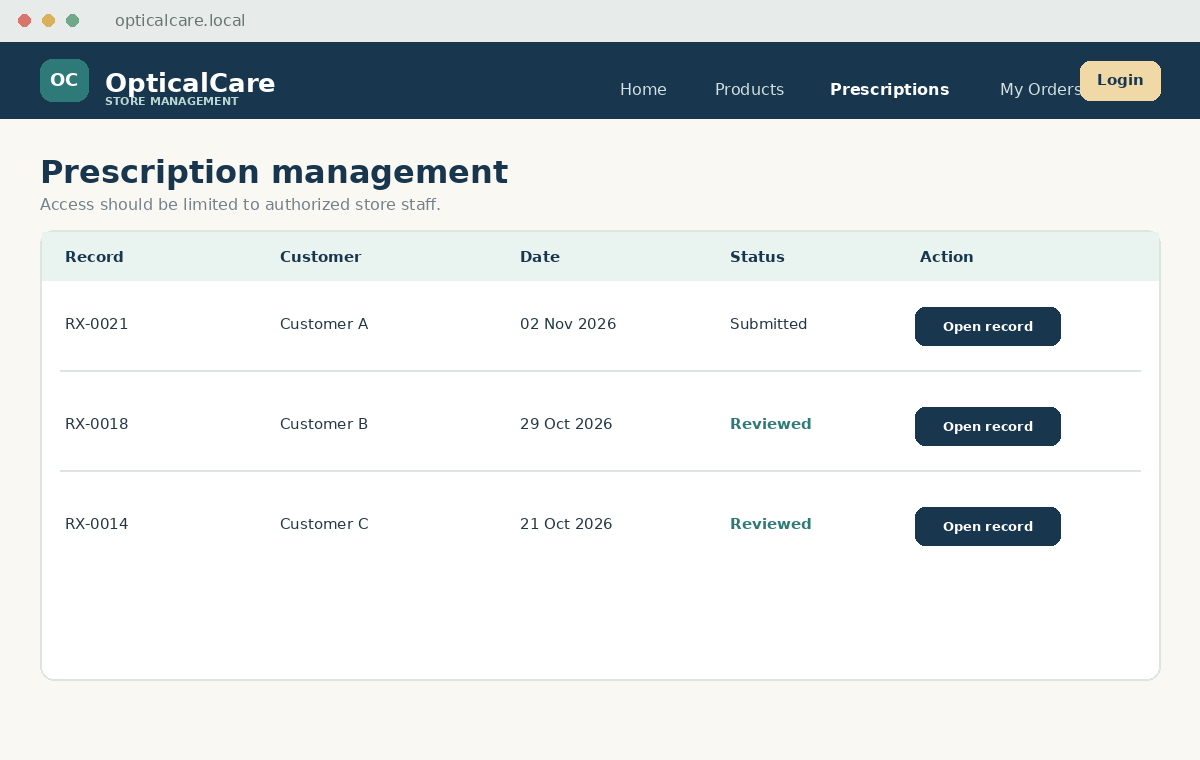 opticalcare.local
OC
OpticalCare
STORE MANAGEMENT
Home Products Prescriptions My Orders Login
Prescription management
Access should be limited to authorized store staff.
Record Customer Date Status Action
RX-0021 Customer A 02 Nov 2026 Submitted Open record
RX-0018 Customer B 29 Oct 2026 Reviewed Open record
RX-0014 Customer C 21 Oct 2026 Reviewed Open record